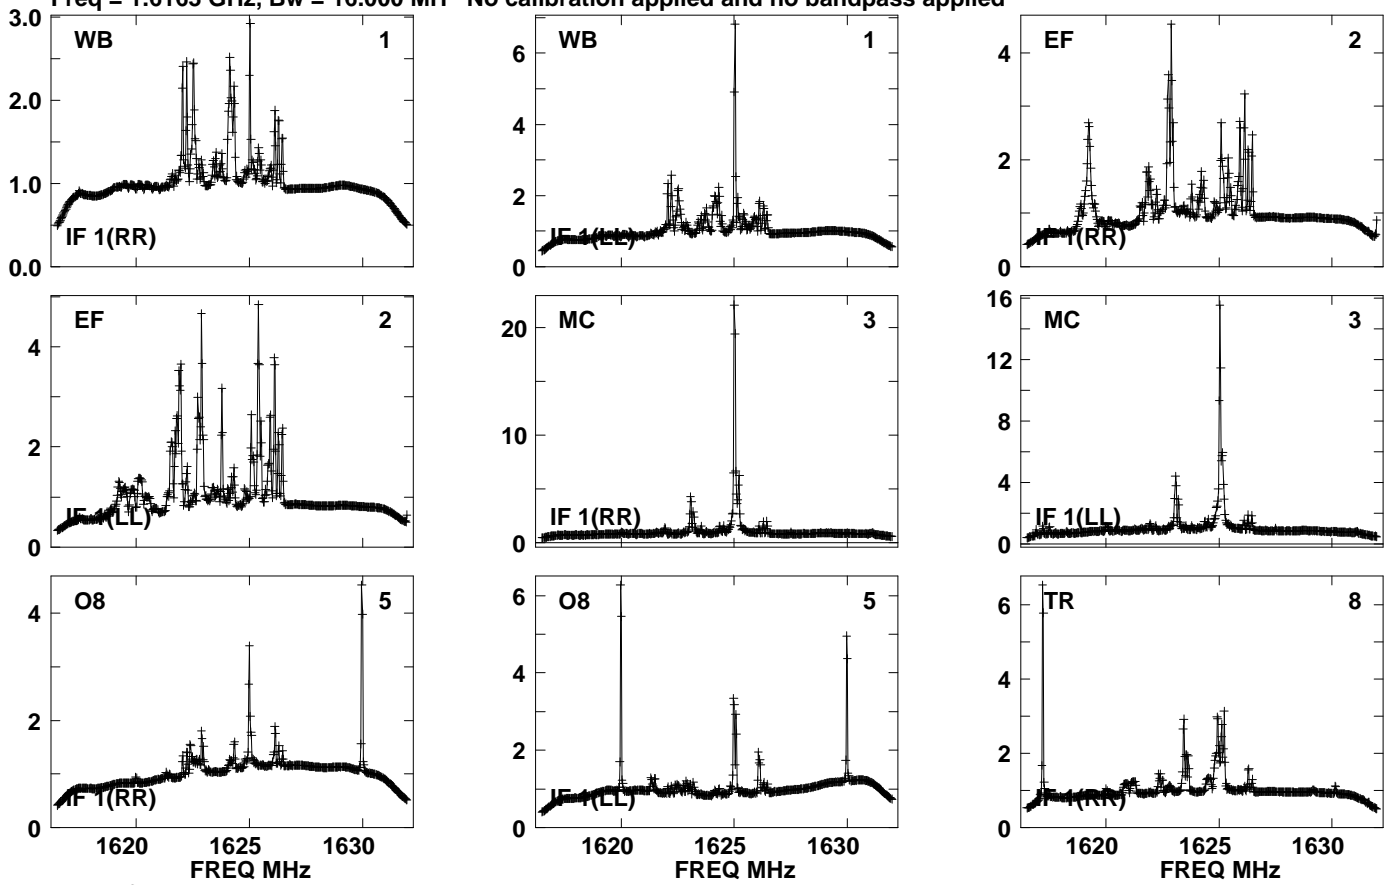 Freq = 1.6165 GHz, Bw = 16.000 MH No calibration applied and no bandpass applied
3.0 WB 1 6 WB 1 4 EF 2
2.0 4
1.0 2 2
IF 1(RR) IF 1(LL) IF 1(RR)
0.0 0 0
EF 2 MC 3 16 MC 3
4 20 12
2 10 8
4
IF 1(LL) IF 1(RR) IF 1(LL)
0 0 0
O8 5 6 O8 5 6 TR 8
4 4 4
2 2 2
IF 1(RR) IF 1(LL) IF 1(RR)
0 0 0
1620 1625 1630 1620 1625 1630 1620 1625 1630
FREQ MHz FREQ MHz FREQ MHz